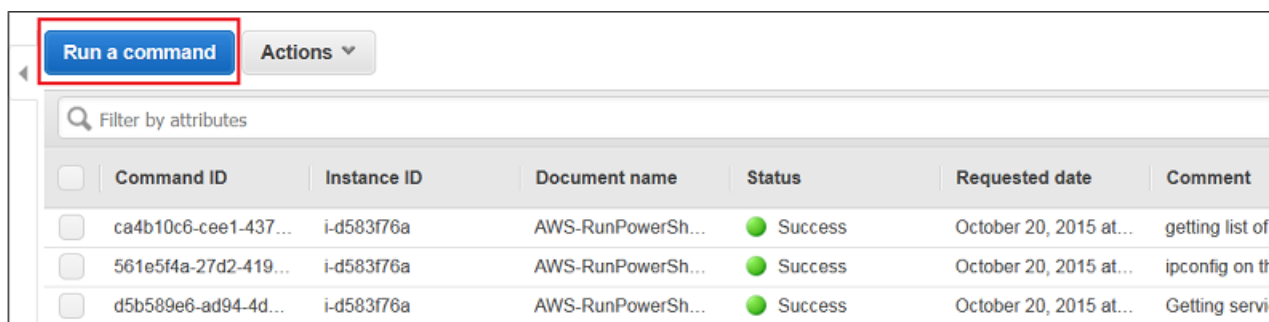 Run a command Actions
Filter by attributes
Command ID Instance ID Document name Status Requested date Comment
ca4b10c6-cee1-437... i-d583f76a AWS-RunPowerSh... Success October 20, 2015 at... getting list of
561e5f4a-27d2-419... i-d583f76a AWS-RunPowerSh... Success October 20, 2015 at... ipconfig on th
d5b589e6-ad94-4d... i-d583f76a AWS-RunPowerSh... Success October 20, 2015 at... Getting servi